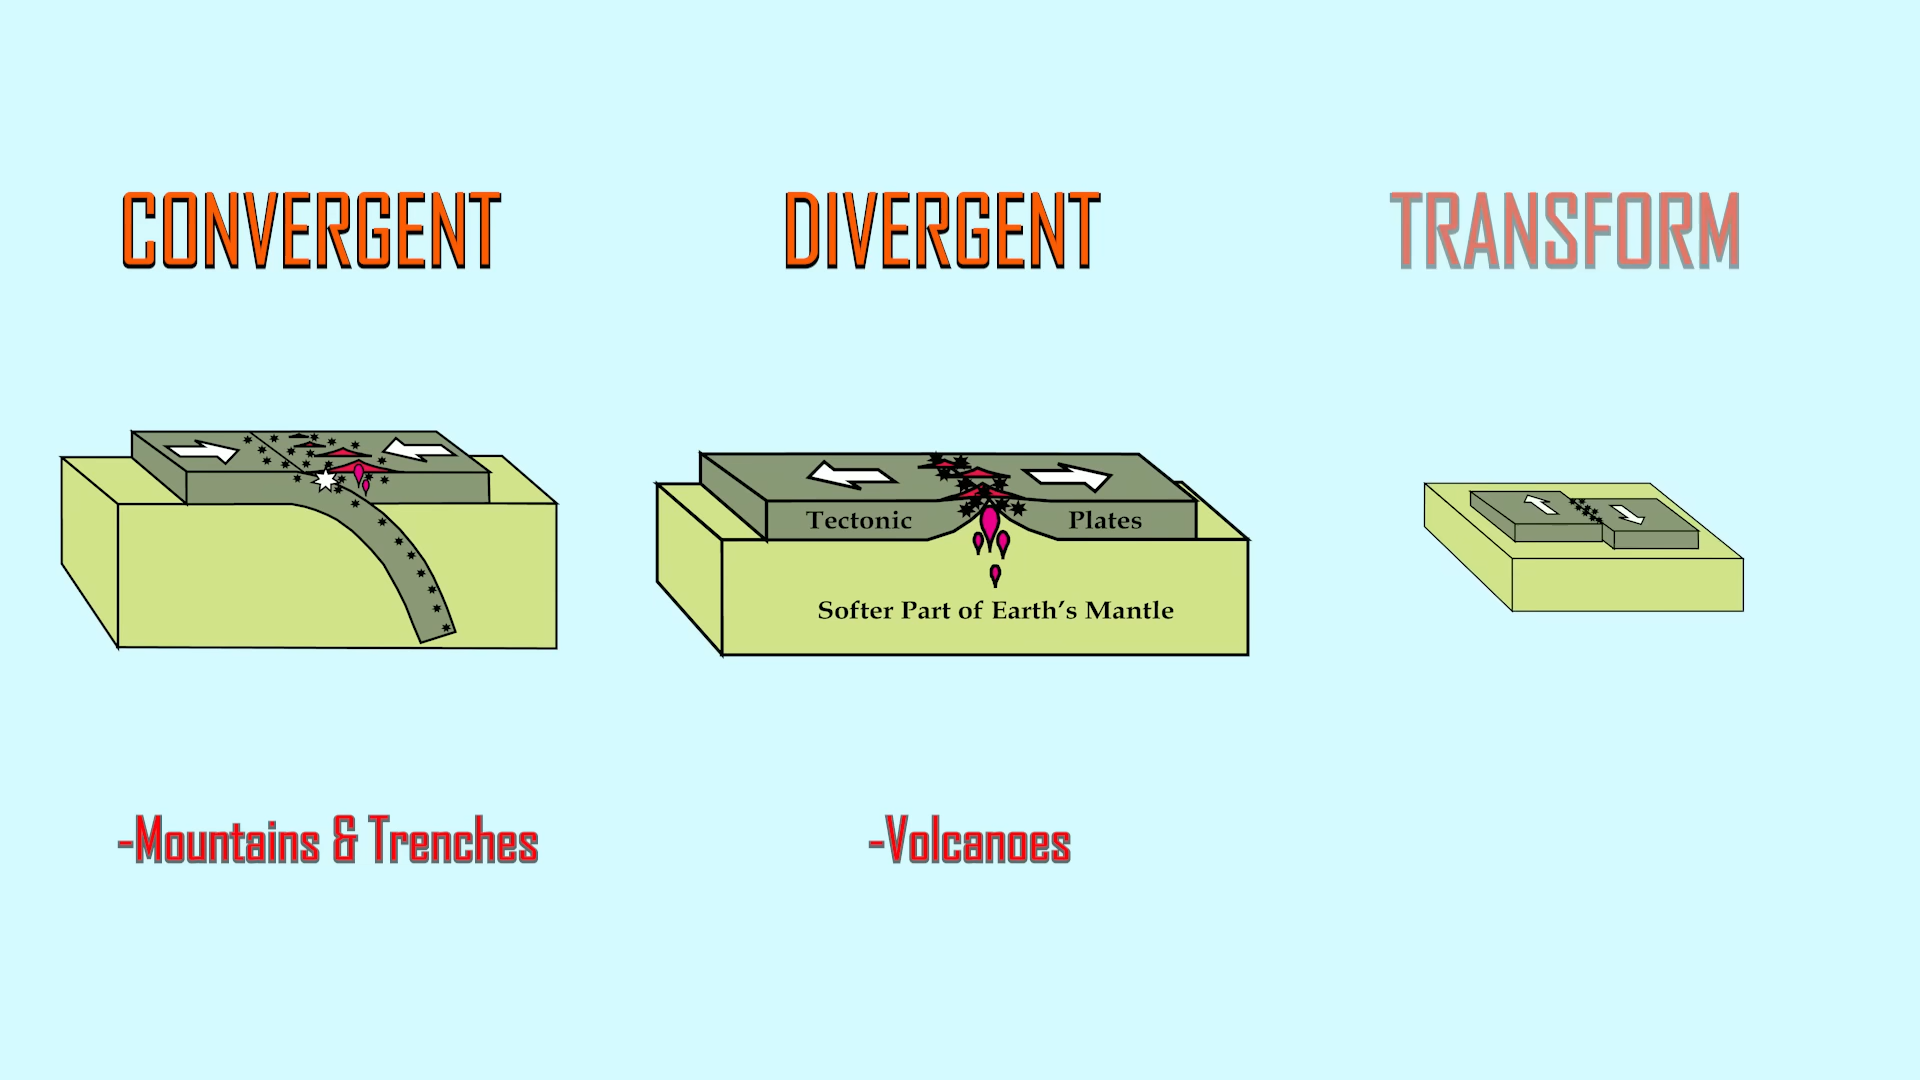 CONVERGENT
DIVERGENT
TRANSFORM
Tectonic Plates
Softer Part of Earth's Mantle
-Mountains & Trenches
-Volcanoes